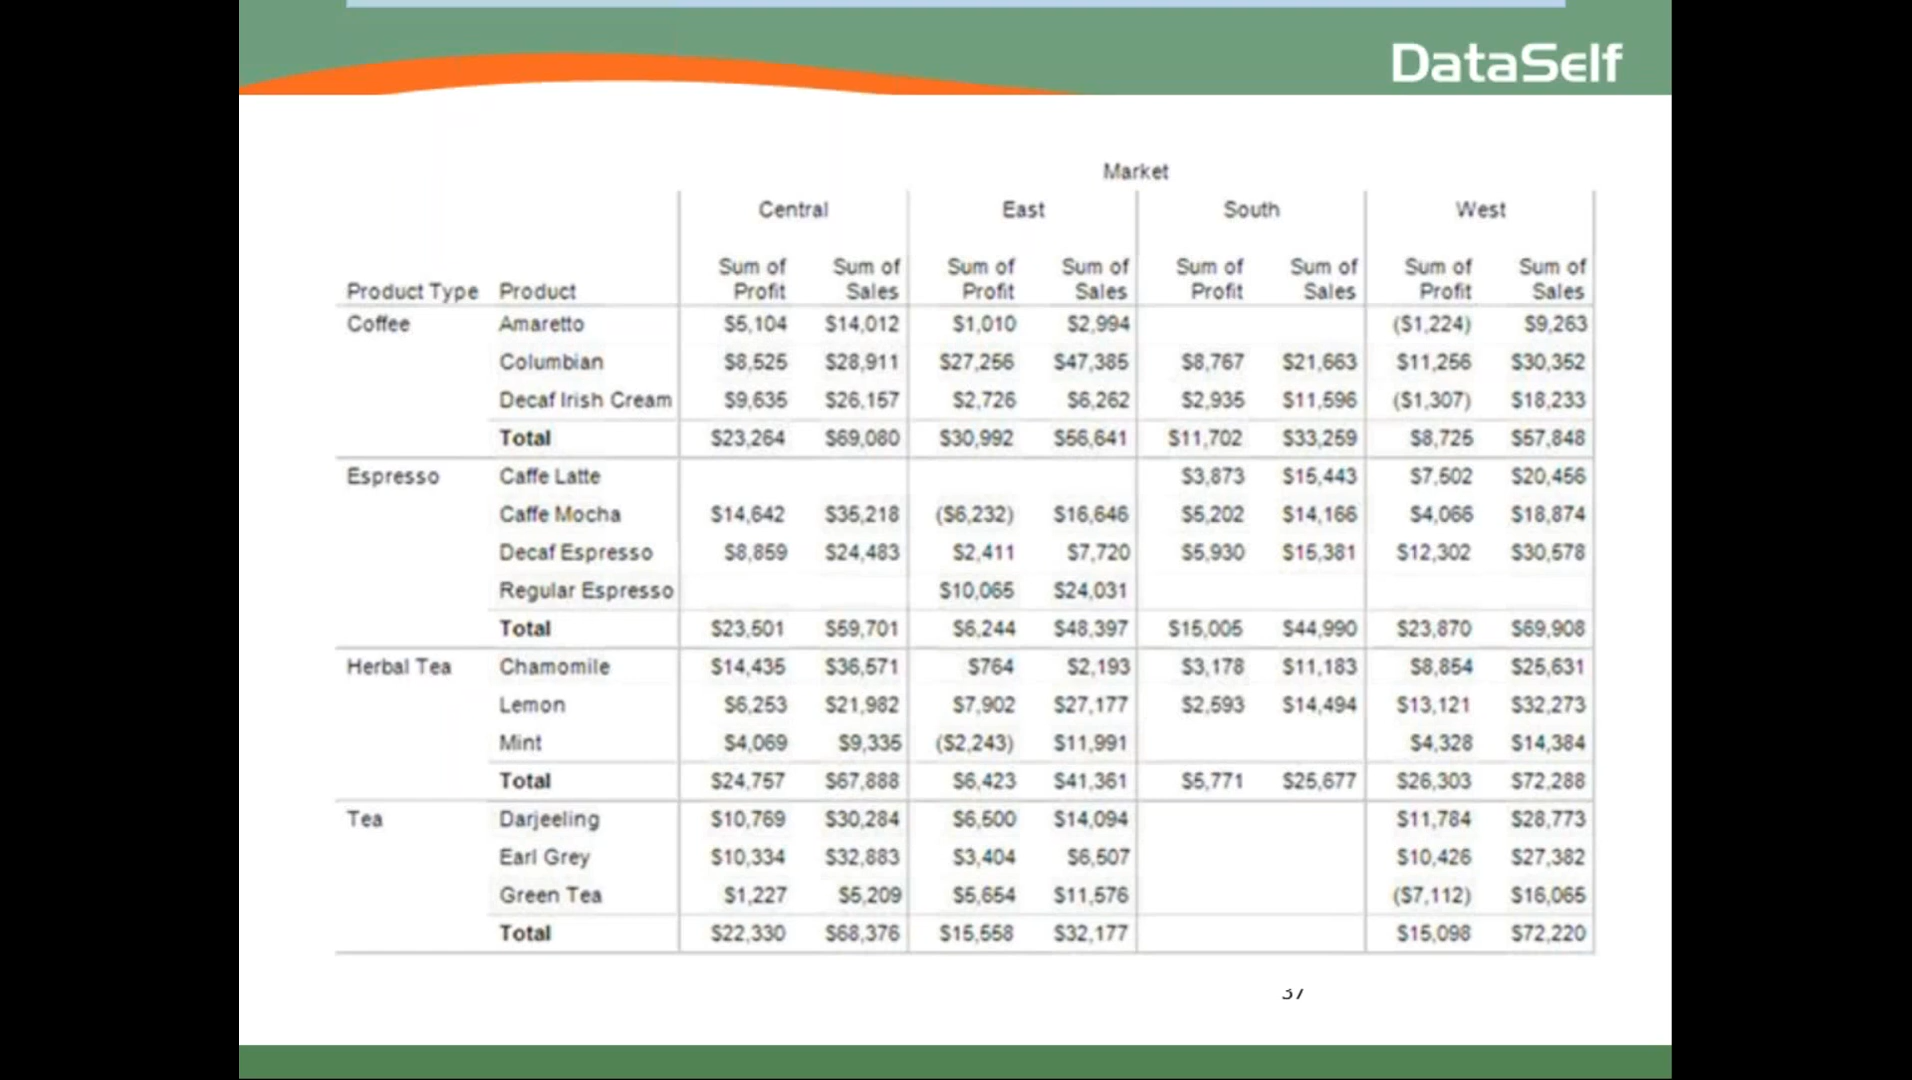 DataSelf
Market
Central East South West
Sum of Sum of Sum of Sum of Sum of Sum of Sum of Sum of
Product Type Product Profit Sales Profit Sales Profit Sales Profit Sales
Coffee Amaretto $5,104 $14,012 $1,010 $2,994 ($1,224) $9,263
Columbian $8,525 $28,911 $27,256 $47,385 $8,767 $21,663 $11,256 $30,352
Decaf Irish Cream $9,635 $26,157 $2,726 $6,262 $2,935 $11,596 ($1,307) $18,233
Total $23,264 $69,080 $30,992 $56,641 $11,702 $33,259 $8,725 $57,848
Espresso Caffe Latte $3,873 $15,443 $7,502 $20,456
Caffe Mocha $14,642 $35,218 ($6,232) $16,646 $5,202 $14,166 $4,066 $18,874
Decaf Espresso $8,859 $24,483 $2,411 $7,720 $5,930 $15,381 $12,302 $30,578
Regular Espresso $10,065 $24,031
Total $23,501 $59,701 $6,244 $48,397 $15,005 $44,990 $23,870 $69,908
Herbal Tea Chamomile $14,435 $36,571 $764 $2,193 $3,178 $11,183 $8,854 $25,631
Lemon $6,253 $21,982 $7,902 $27,177 $2,593 $14,494 $13,121 $32,273
Mint $4,069 $9,335 ($2,243) $11,991 $4,328 $14,384
Total $24,757 $67,888 $6,423 $41,361 $5,771 $25,677 $26,303 $72,288
Tea Darjeeling $10,769 $30,284 $6,500 $14,094 $11,784 $28,773
Earl Grey $10,334 $32,883 $3,404 $6,507 $10,426 $27,382
Green Tea $1,227 $5,209 $5,654 $11,576 ($7,112) $16,065
Total $22,330 $68,376 $15,558 $32,177 $15,098 $72,220
37